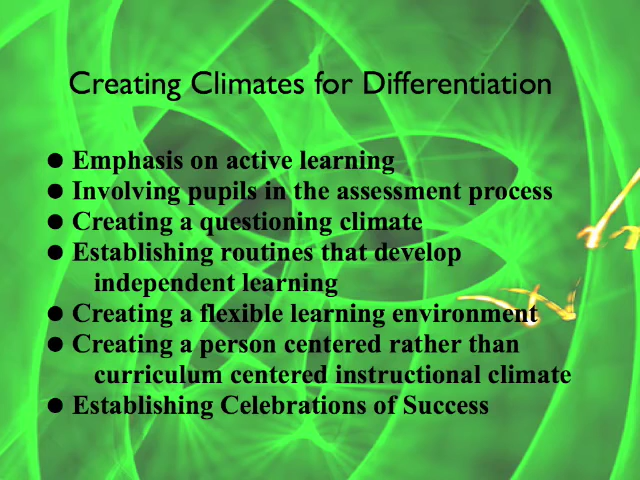 Creating Climates for Differentiation
● Emphasis on active learning
● Involving pupils in the assessment process
● Creating a questioning climate
● Establishing routines that develop
independent learning
● Creating a flexible learning environment
● Creating a person centered rather than
curriculum centered instructional climate
● Establishing Celebrations of Success